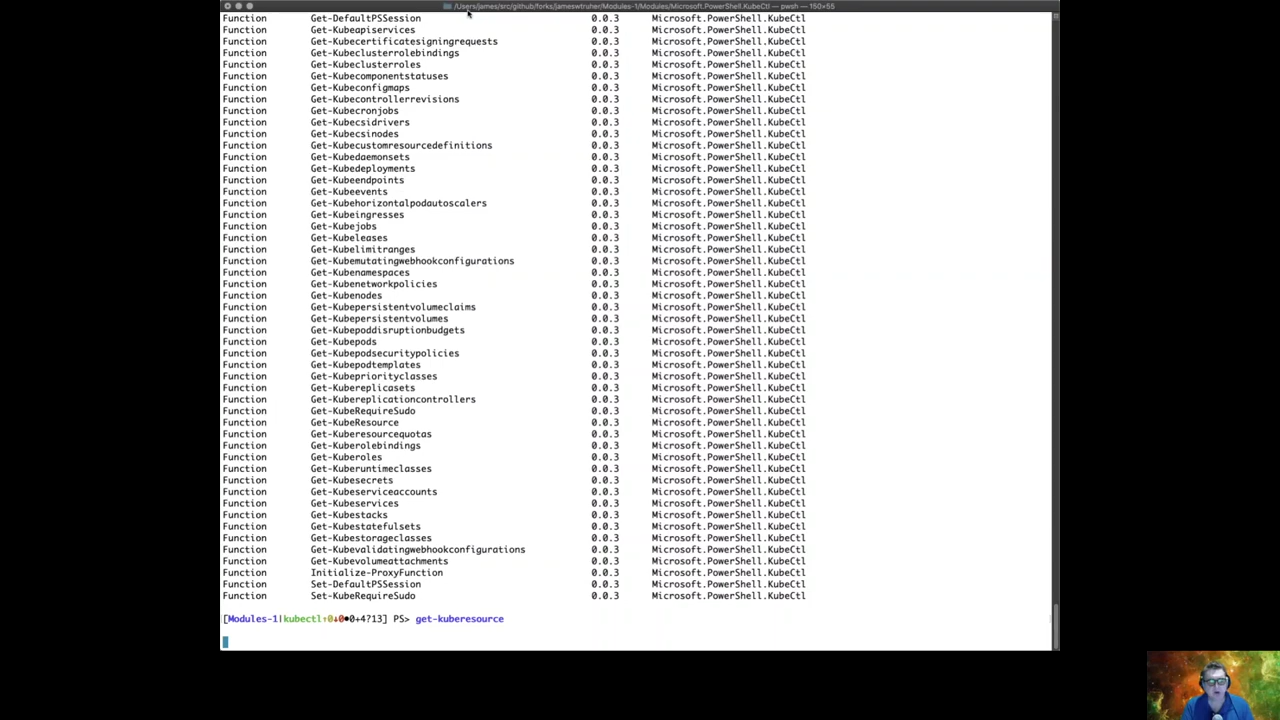 /Users/james/src/github/forks/jameswtruher/Modules-1/Modules/Microsoft.PowerShell.KubeCtl — pwsh — 150×55
Function Get-DefaultPSSession 0.0.3 Microsoft.PowerShell.KubeCtl
Function Get-Kubeapiservices 0.0.3 Microsoft.PowerShell.KubeCtl
Function Get-Kubecertificatesigningrequests 0.0.3 Microsoft.PowerShell.KubeCtl
Function Get-Kubeclusterrolebindings 0.0.3 Microsoft.PowerShell.KubeCtl
Function Get-Kubeclusterroles 0.0.3 Microsoft.PowerShell.KubeCtl
Function Get-Kubecomponentstatuses 0.0.3 Microsoft.PowerShell.KubeCtl
Function Get-Kubeconfigmaps 0.0.3 Microsoft.PowerShell.KubeCtl
Function Get-Kubecontrollerrevisions 0.0.3 Microsoft.PowerShell.KubeCtl
Function Get-Kubecronjobs 0.0.3 Microsoft.PowerShell.KubeCtl
Function Get-Kubecsidrivers 0.0.3 Microsoft.PowerShell.KubeCtl
Function Get-Kubecsinodes 0.0.3 Microsoft.PowerShell.KubeCtl
Function Get-Kubecustomresourcedefinitions 0.0.3 Microsoft.PowerShell.KubeCtl
Function Get-Kubedaemonsets 0.0.3 Microsoft.PowerShell.KubeCtl
Function Get-Kubedeployments 0.0.3 Microsoft.PowerShell.KubeCtl
Function Get-Kubeendpoints 0.0.3 Microsoft.PowerShell.KubeCtl
Function Get-Kubeevents 0.0.3 Microsoft.PowerShell.KubeCtl
Function Get-Kubehorizontalpodautoscalers 0.0.3 Microsoft.PowerShell.KubeCtl
Function Get-Kubeingresses 0.0.3 Microsoft.PowerShell.KubeCtl
Function Get-Kubejobs 0.0.3 Microsoft.PowerShell.KubeCtl
Function Get-Kubeleases 0.0.3 Microsoft.PowerShell.KubeCtl
Function Get-Kubelimitranges 0.0.3 Microsoft.PowerShell.KubeCtl
Function Get-Kubemutatingwebhookconfigurations 0.0.3 Microsoft.PowerShell.KubeCtl
Function Get-Kubenamespaces 0.0.3 Microsoft.PowerShell.KubeCtl
Function Get-Kubenetworkpolicies 0.0.3 Microsoft.PowerShell.KubeCtl
Function Get-Kubenodes 0.0.3 Microsoft.PowerShell.KubeCtl
Function Get-Kubepersistentvolumeclaims 0.0.3 Microsoft.PowerShell.KubeCtl
Function Get-Kubepersistentvolumes 0.0.3 Microsoft.PowerShell.KubeCtl
Function Get-Kubepoddisruptionbudgets 0.0.3 Microsoft.PowerShell.KubeCtl
Function Get-Kubepods 0.0.3 Microsoft.PowerShell.KubeCtl
Function Get-Kubepodsecuritypolicies 0.0.3 Microsoft.PowerShell.KubeCtl
Function Get-Kubepodtemplates 0.0.3 Microsoft.PowerShell.KubeCtl
Function Get-Kubepriorityclasses 0.0.3 Microsoft.PowerShell.KubeCtl
Function Get-Kubereplicasets 0.0.3 Microsoft.PowerShell.KubeCtl
Function Get-Kubereplicationcontrollers 0.0.3 Microsoft.PowerShell.KubeCtl
Function Get-KubeRequireSudo 0.0.3 Microsoft.PowerShell.KubeCtl
Function Get-KubeResource 0.0.3 Microsoft.PowerShell.KubeCtl
Function Get-Kuberesourcequotas 0.0.3 Microsoft.PowerShell.KubeCtl
Function Get-Kuberolebindings 0.0.3 Microsoft.PowerShell.KubeCtl
Function Get-Kuberoles 0.0.3 Microsoft.PowerShell.KubeCtl
Function Get-Kuberuntimeclasses 0.0.3 Microsoft.PowerShell.KubeCtl
Function Get-Kubesecrets 0.0.3 Microsoft.PowerShell.KubeCtl
Function Get-Kubeserviceaccounts 0.0.3 Microsoft.PowerShell.KubeCtl
Function Get-Kubeservices 0.0.3 Microsoft.PowerShell.KubeCtl
Function Get-Kubestacks 0.0.3 Microsoft.PowerShell.KubeCtl
Function Get-Kubestatefulsets 0.0.3 Microsoft.PowerShell.KubeCtl
Function Get-Kubestorageclasses 0.0.3 Microsoft.PowerShell.KubeCtl
Function Get-Kubevalidatingwebhookconfigurations 0.0.3 Microsoft.PowerShell.KubeCtl
Function Get-Kubevolumeattachments 0.0.3 Microsoft.PowerShell.KubeCtl
Function Initialize-ProxyFunction 0.0.3 Microsoft.PowerShell.KubeCtl
Function Set-DefaultPSSession 0.0.3 Microsoft.PowerShell.KubeCtl
Function Set-KubeRequireSudo 0.0.3 Microsoft.PowerShell.KubeCtl
[Modules-1|kubectl↑0↓0●0+4?13] PS> get-kuberesource